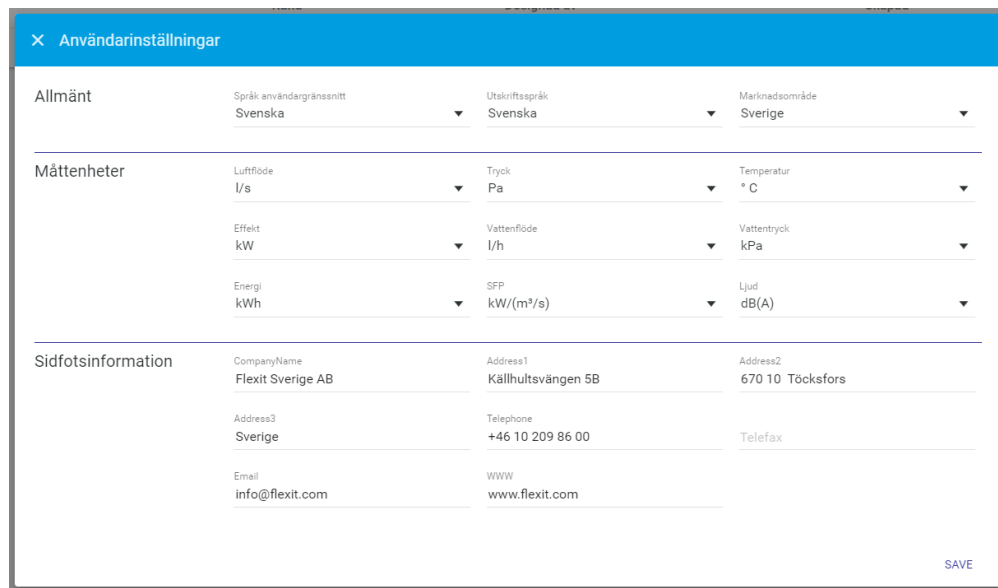 Användarinställningar
Allmänt
Språk användargränssnitt
Utskriftsspråk
Marknadsområde
Svenska
Svenska
Sverige
Måttenheter
Luftflöde
Tryck
Temperatur
l/s
Pa
° C
Effekt
Vattenflöde
Vattentryck
kW
l/h
kPa
Energi
SFP
Ljud
kWh
kW/(m³/s)
dB(A)
Sidfotsinformation
CompanyName
Address1
Address2
Flexit Sverige AB
Källhultsvängen 5B
670 10 Töcksfors
Address3
Telephone
Sverige
+46 10 209 86 00
Telefax
Email
WWW
info@flexit.com
www.flexit.com
SAVE